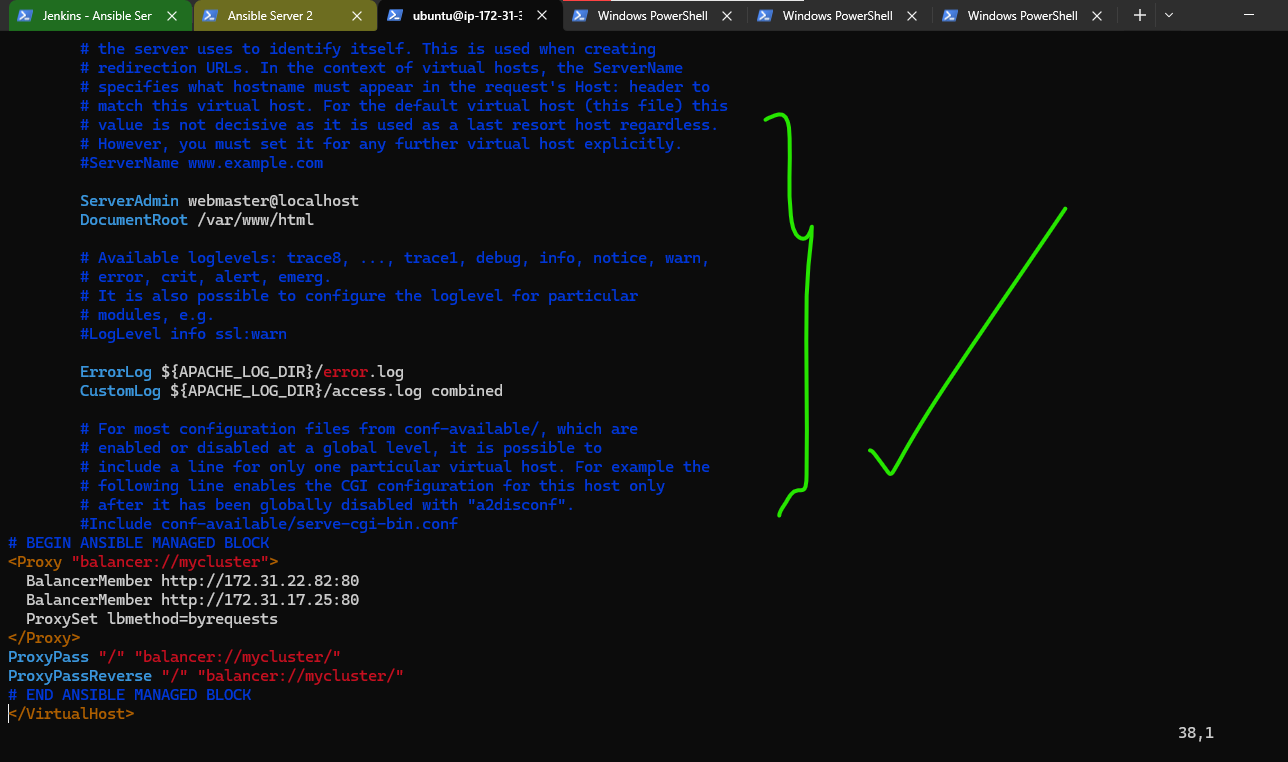 Jenkins - Ansible Ser
Ansible Server 2
ubuntu@ip-172-31-3
Windows PowerShell
Windows PowerShell
Windows PowerShell
# the server uses to identify itself. This is used when creating
# redirection URLs. In the context of virtual hosts, the ServerName
# specifies what hostname must appear in the request's Host: header to
# match this virtual host. For the default virtual host (this file) this
# value is not decisive as it is used as a last resort host regardless.
# However, you must set it for any further virtual host explicitly.
#ServerName www.example.com
ServerAdmin webmaster@localhost
DocumentRoot /var/www/html
# Available loglevels: trace8, ..., trace1, debug, info, notice, warn,
# error, crit, alert, emerg.
# It is also possible to configure the loglevel for particular
# modules, e.g.
#LogLevel info ssl:warn
ErrorLog ${APACHE_LOG_DIR}/error.log
CustomLog ${APACHE_LOG_DIR}/access.log combined
# For most configuration files from conf-available/, which are
# enabled or disabled at a global level, it is possible to
# include a line for only one particular virtual host. For example the
# following line enables the CGI configuration for this host only
# after it has been globally disabled with "a2disconf".
#Include conf-available/serve-cgi-bin.conf
# BEGIN ANSIBLE MANAGED BLOCK
<Proxy "balancer://mycluster">
BalancerMember http://172.31.22.82:80
BalancerMember http://172.31.17.25:80
ProxySet lbmethod=byrequests
</Proxy>
ProxyPass "/" "balancer://mycluster/"
ProxyPassReverse "/" "balancer://mycluster/"
# END ANSIBLE MANAGED BLOCK
</VirtualHost>
38,1